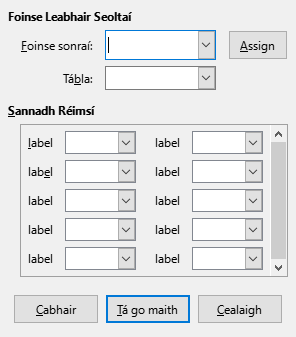 Foinse Leabhair Seoltaí
Foinse sonraí: Assign
Tábla:
Sannadh Réimsí
label label
label label
label label
label label
label label
Cabhair Tá go maith Cealaigh